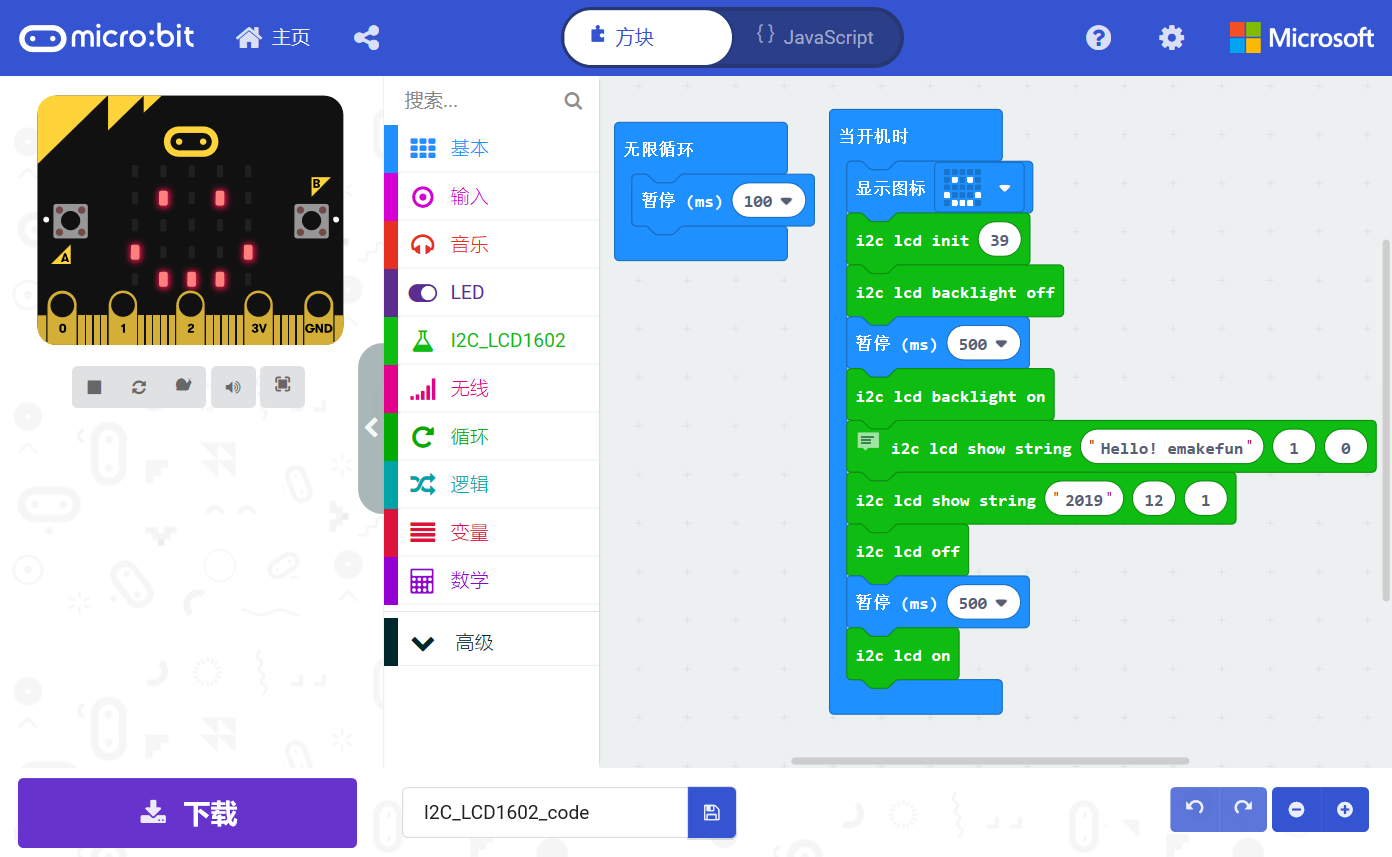 micro:bit
主页
方块
{} JavaScript
?
Microsoft
B
A
0 1 2 3V GND
搜索...
基本
输入
音乐
LED
I2C_LCD1602
无线
循环
逻辑
变量
数学
高级
无限循环
暂停 (ms) 100
当开机时
显示图标
i2c lcd init 39
i2c lcd backlight off
暂停 (ms) 500
i2c lcd backlight on
i2c lcd show string "Hello! emakefun" 1 0
i2c lcd show string "2019" 12 1
i2c lcd off
暂停 (ms) 500
i2c lcd on
下载
I2C_LCD1602_code